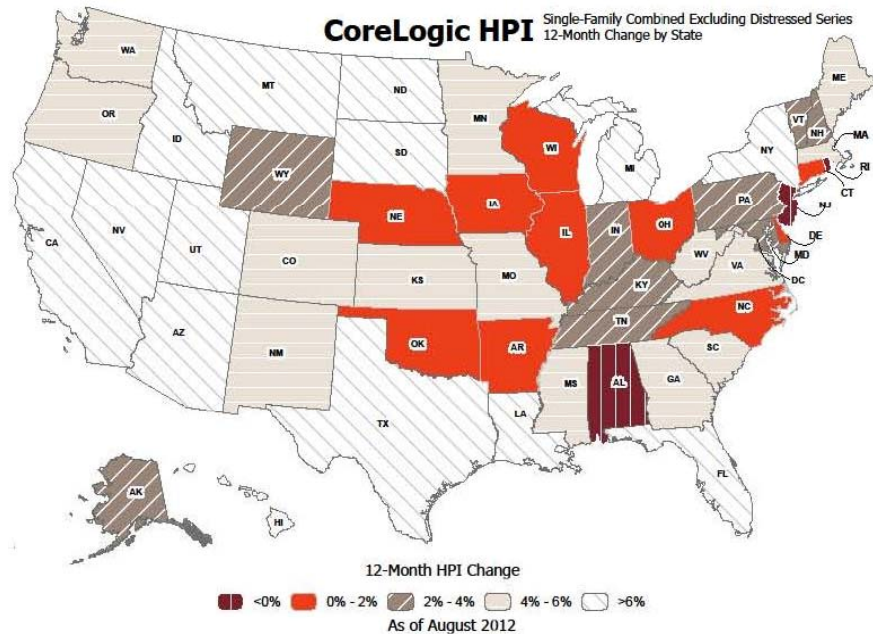 CoreLogic HPI
Single-Family Combined Excluding Distressed Series
12-Month Change by State
WA
MT
ND
MN
ME
OR
ID
SD
WI
MI
VT
NH
NY
MA
RI
CT
WY
NE
IA
IL
IN
OH
PA
NJ
DE
MD
DC
CA
NV
UT
CO
KS
MO
KY
WV
VA
AZ
NM
OK
AR
TN
NC
SC
TX
LA
MS
AL
GA
FL
AK
HI
12-Month HPI Change
<0% 0% - 2% 2% - 4% 4% - 6% >6%
As of August 2012